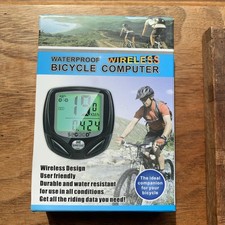 WATERPROOF WIRELESS
BICYCLE COMPUTER
Wireless Design
User friendly
Durable and water resistant
for use in all conditions
Get all the riding data you need!
The ideal
companion
for your
bicycle